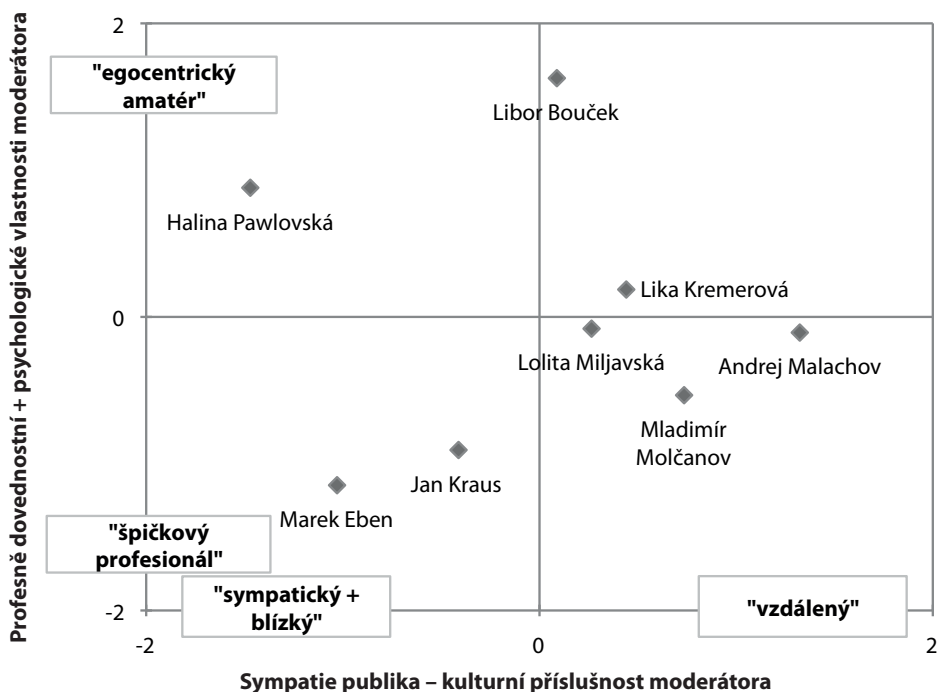 Profesně dovednostní + psychologické vlastnosti moderátora
2
"egocentrický
amatér"
Libor Bouček
Halina Pawlovská
Lika Kremerová
0
Lolita Miljavská
Andrej Malachov
Mladimír
Molčanov
Jan Kraus
Marek Eben
"špičkový
profesionál"
"sympatický +
blízký"
"vzdálený"
-2
-2
0
2
Sympatie publika – kulturní příslušnost moderátora